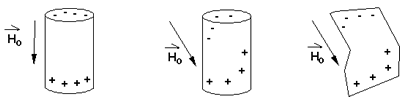 - - - -
H₀
+ + + +
- -
-
-
H₀
+
+
+ +
- - -
-
H₀
+
+
+ +